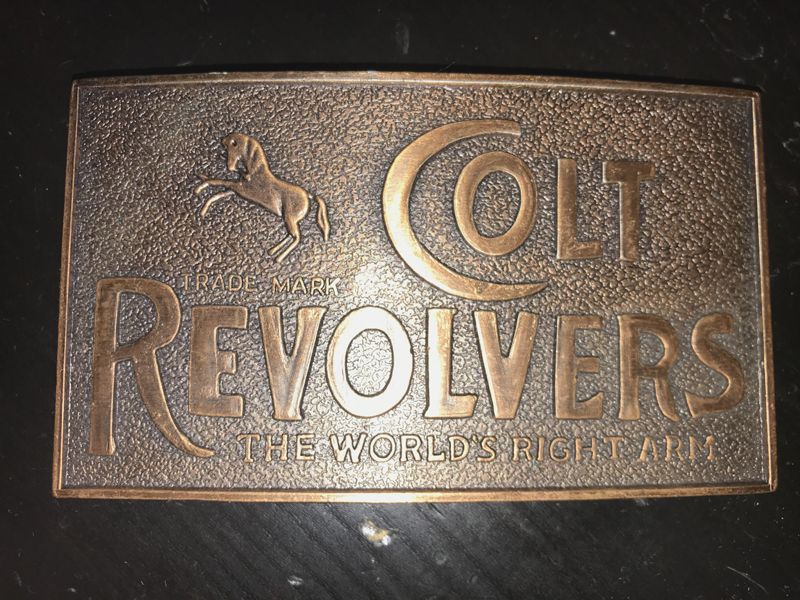 COLT
TRADE MARK
REVOLVERS
THE WORLD'S RIGHT ARM